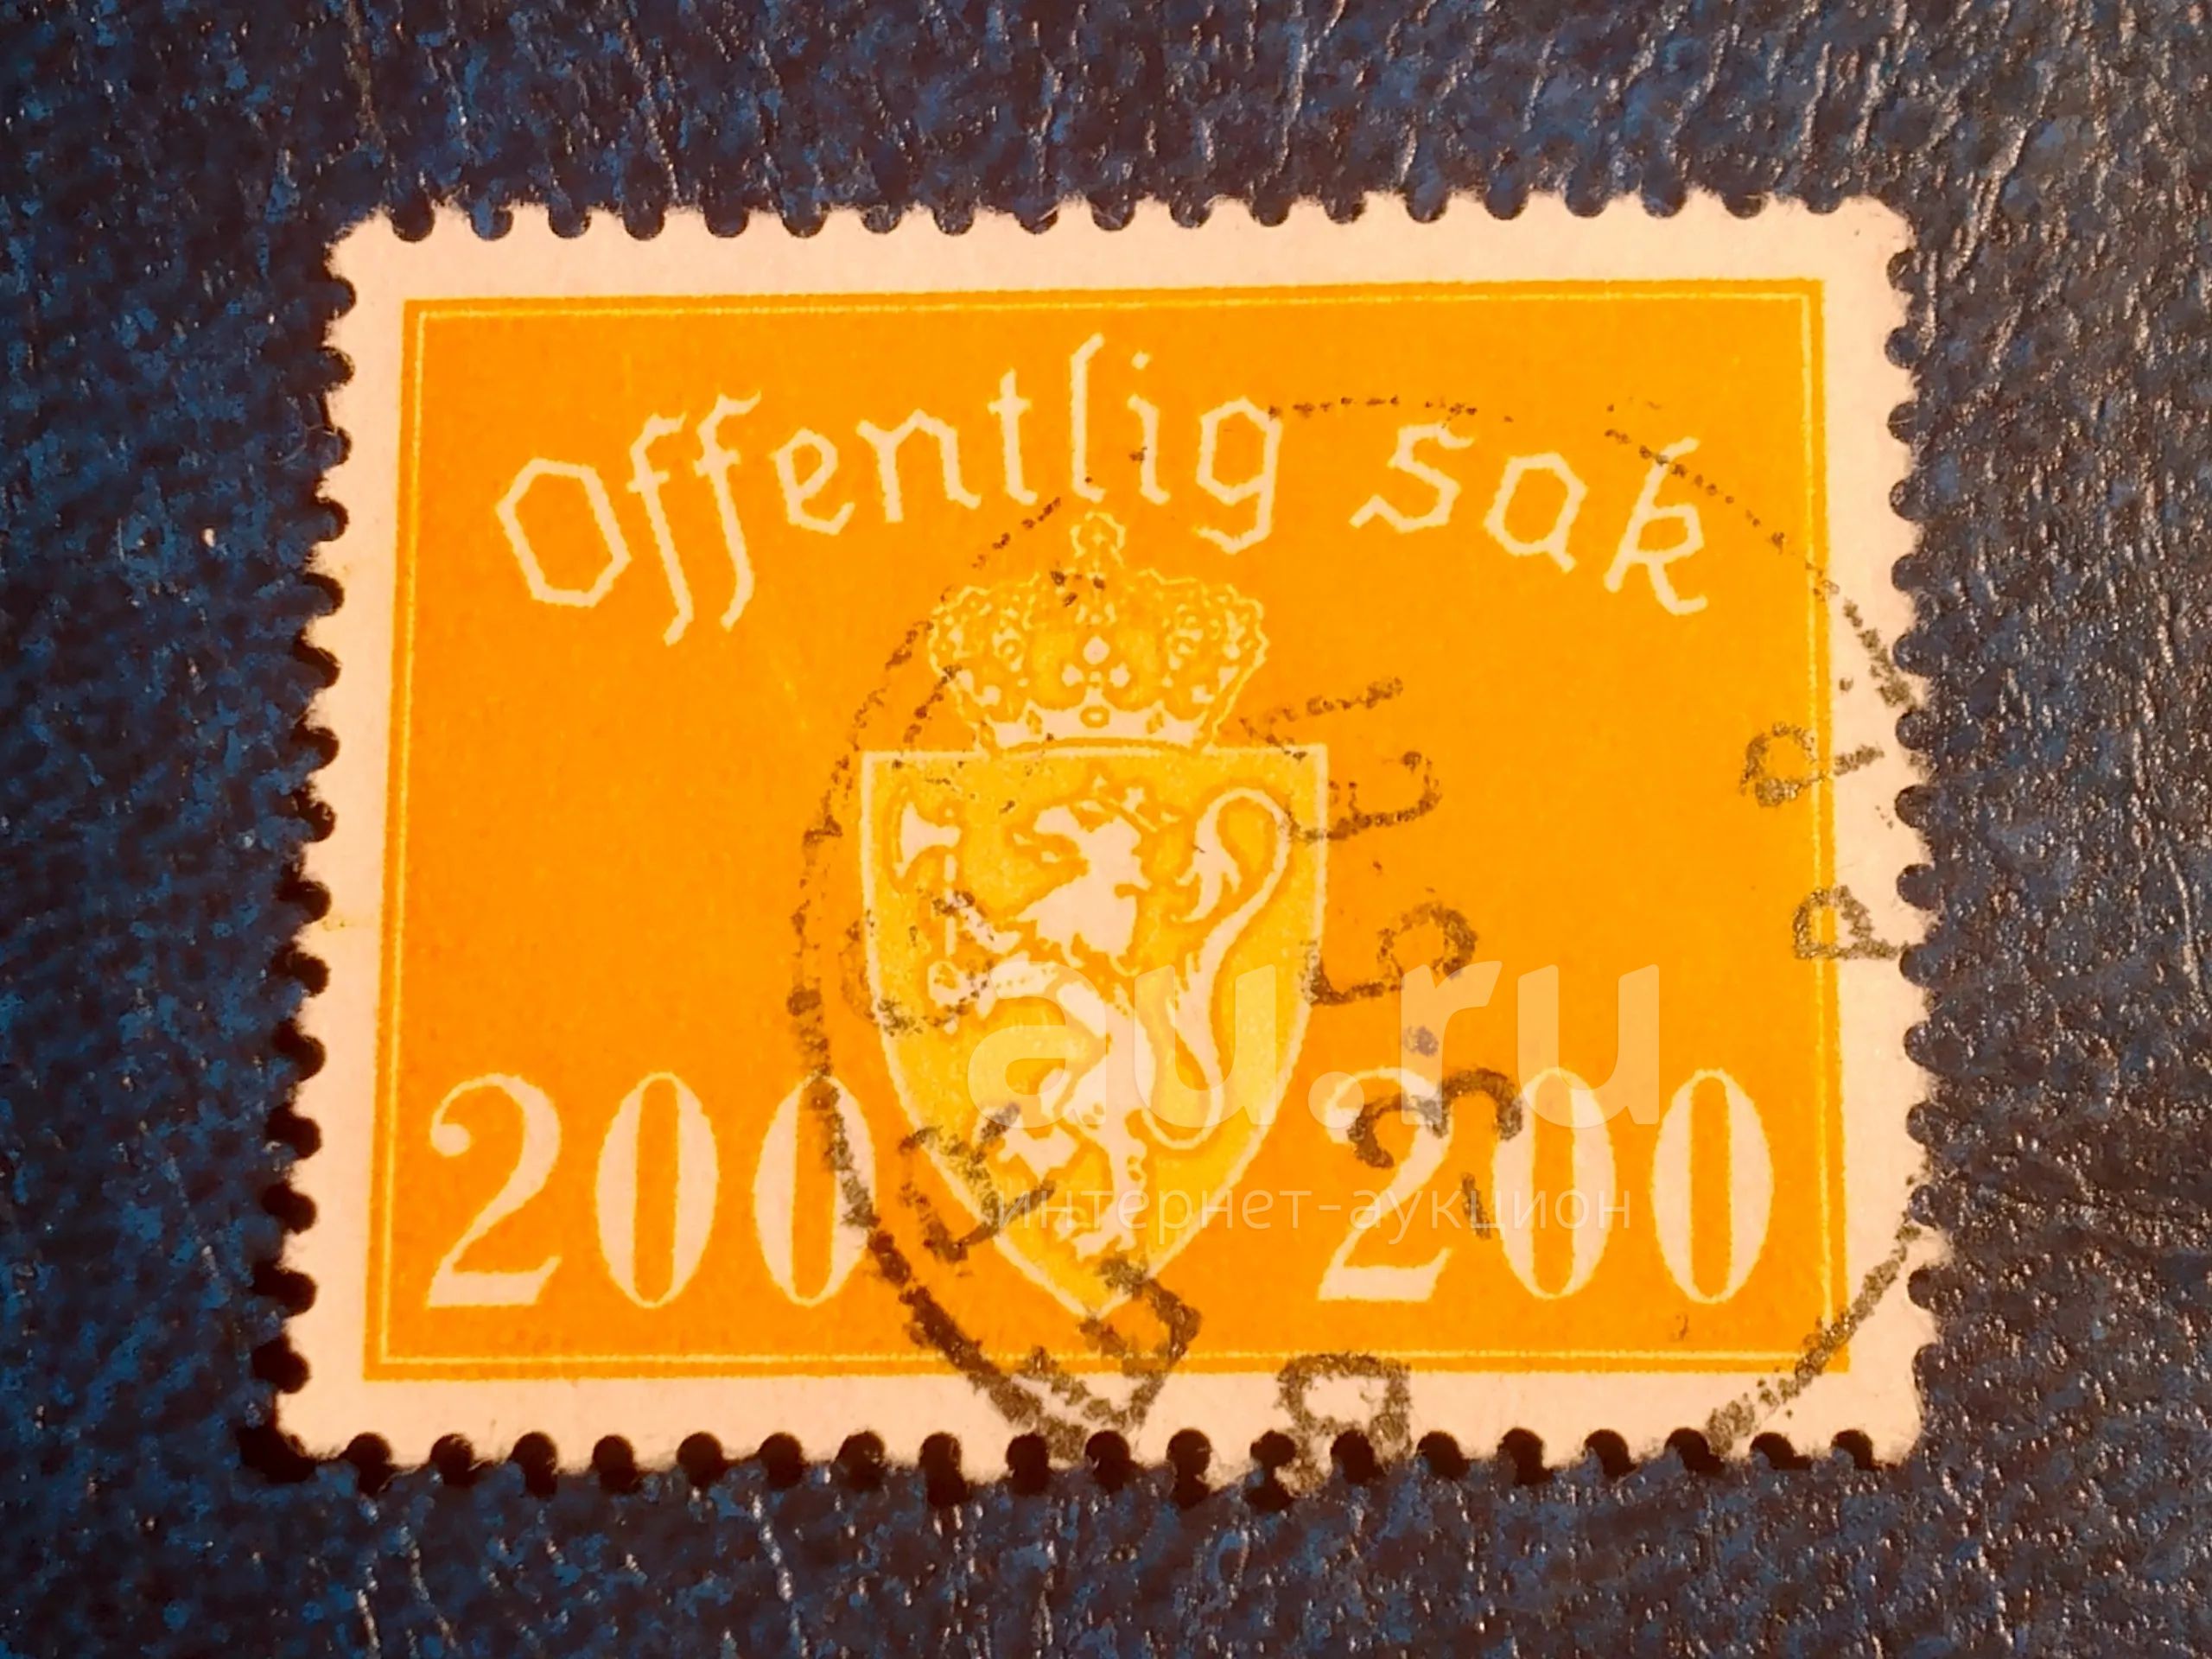 Offentlig sak
200 200
au.ru
интернет-аукцион